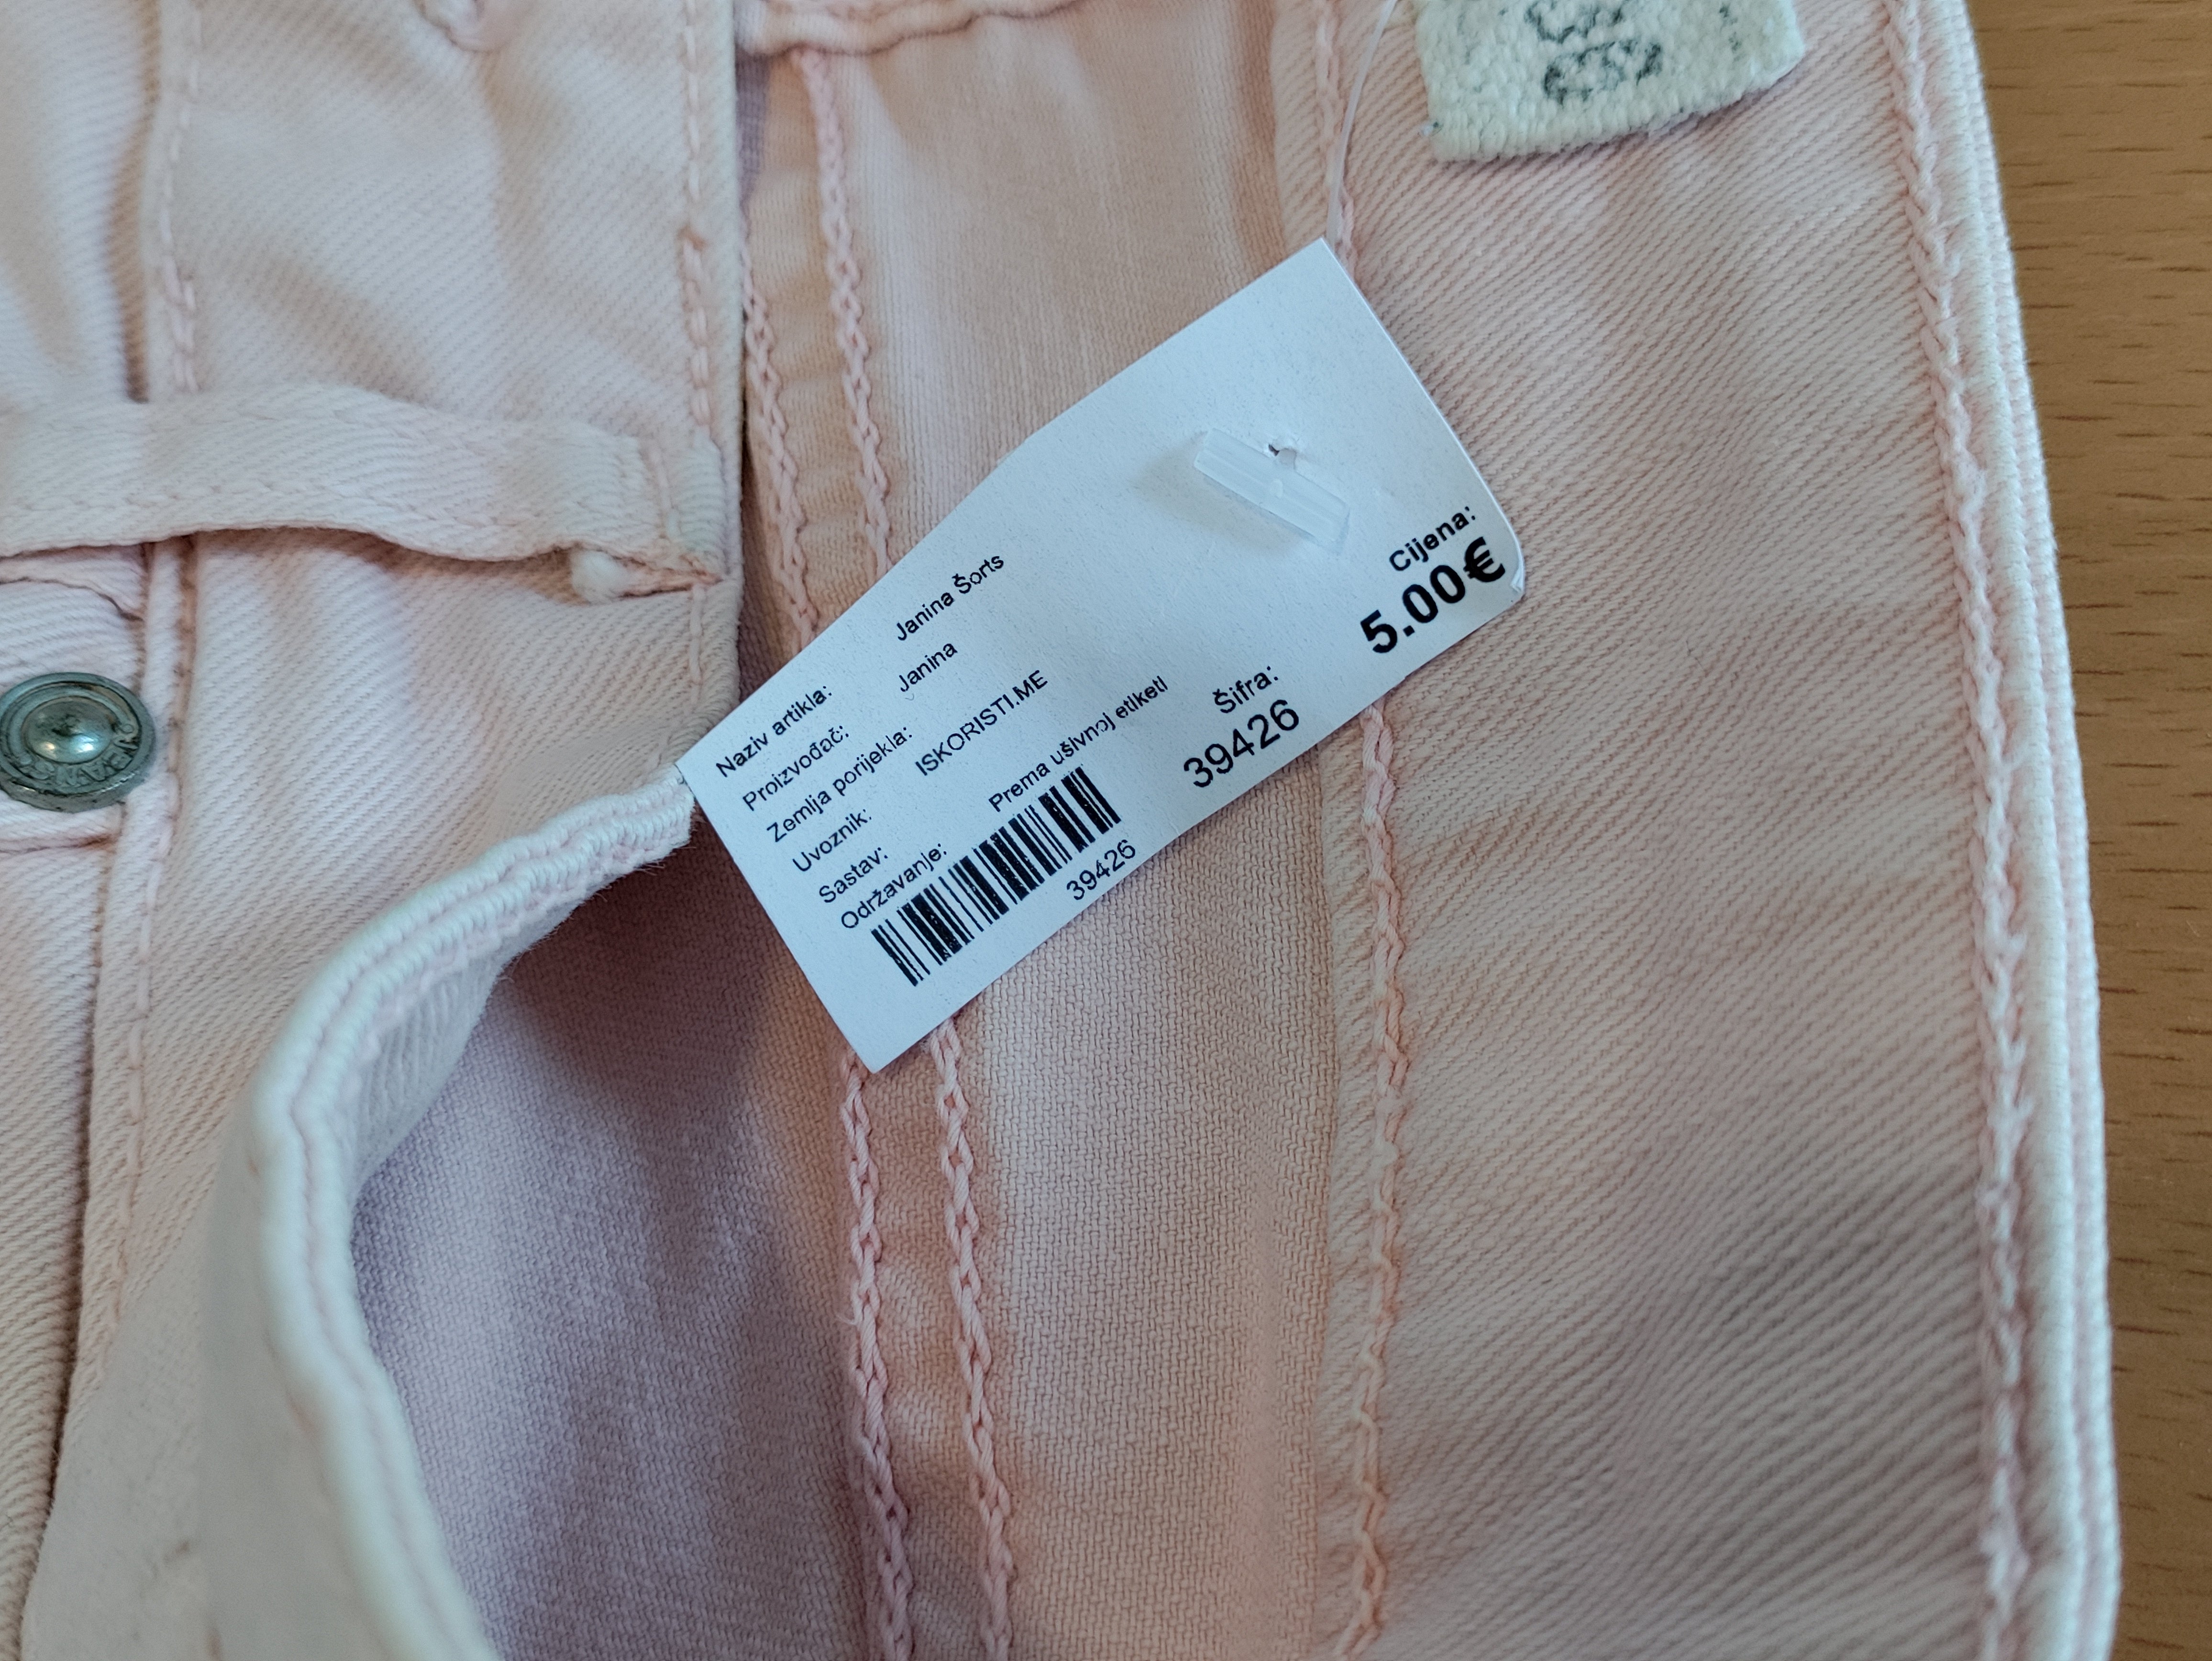 Naziv artikla: Janina Šorts
Proizvođač: Janina
Zemlja porijekla:
Uvoznik: ISKORISTI.ME
Sastav:
Održavanje: Prema ušivnoj etiketi
39426
Šifra:
39426
Cijena:
5.00€